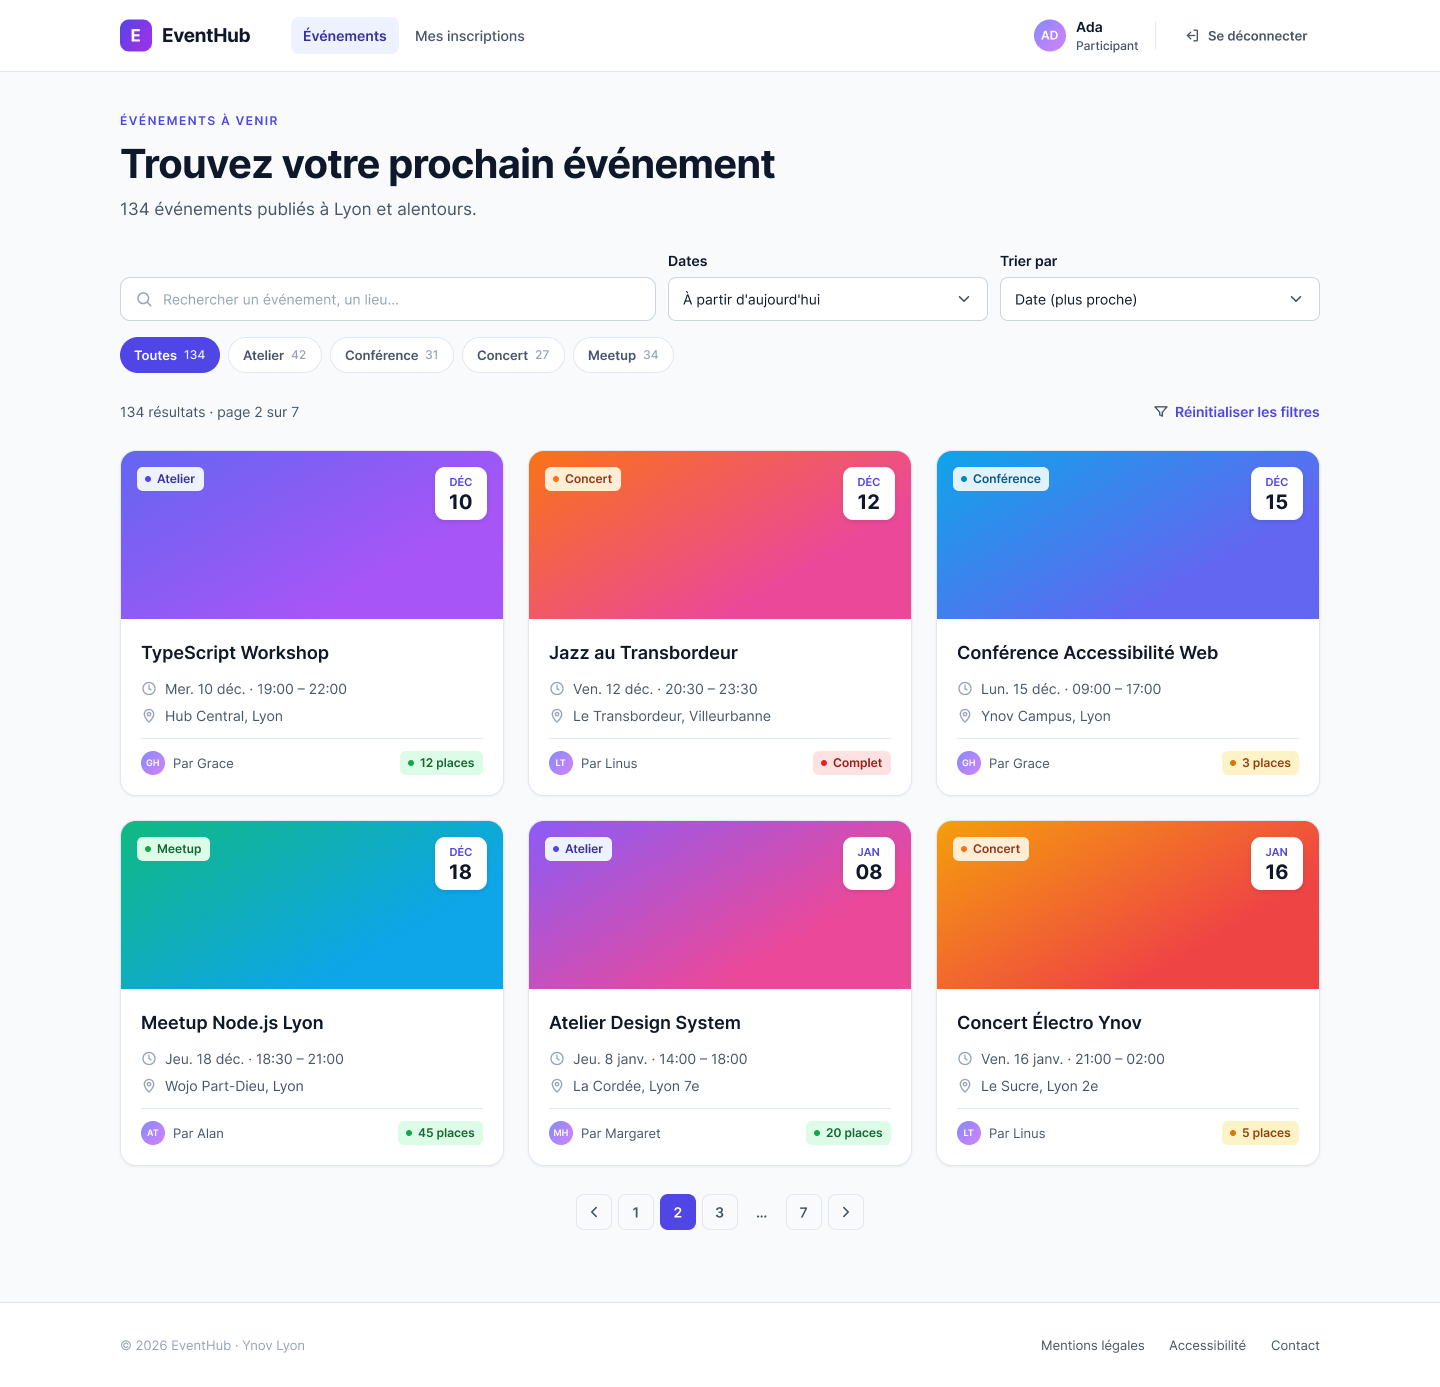 E EventHub Événements Mes inscriptions AD Ada Participant Se déconnecter
ÉVÉNEMENTS À VENIR
Trouvez votre prochain événement
134 événements publiés à Lyon et alentours.
Dates Trier par
Rechercher un événement, un lieu... À partir d'aujourd'hui Date (plus proche)
Toutes 134 Atelier 42 Conférence 31 Concert 27 Meetup 34
134 résultats · page 2 sur 7 Réinitialiser les filtres
Atelier
DÉC
10
TypeScript Workshop
Mer. 10 déc. · 19:00 – 22:00
Hub Central, Lyon
GH Par Grace 12 places
Concert
DÉC
12
Jazz au Transbordeur
Ven. 12 déc. · 20:30 – 23:30
Le Transbordeur, Villeurbanne
LT Par Linus Complet
Conférence
DÉC
15
Conférence Accessibilité Web
Lun. 15 déc. · 09:00 – 17:00
Ynov Campus, Lyon
GH Par Grace 3 places
Meetup
DÉC
18
Meetup Node.js Lyon
Jeu. 18 déc. · 18:30 – 21:00
Wojo Part-Dieu, Lyon
AT Par Alan 45 places
Atelier
JAN
08
Atelier Design System
Jeu. 8 janv. · 14:00 – 18:00
La Cordée, Lyon 7e
MH Par Margaret 20 places
Concert
JAN
16
Concert Électro Ynov
Ven. 16 janv. · 21:00 – 02:00
Le Sucre, Lyon 2e
LT Par Linus 5 places
1 2 3 ... 7
© 2026 EventHub · Ynov Lyon Mentions légales Accessibilité Contact